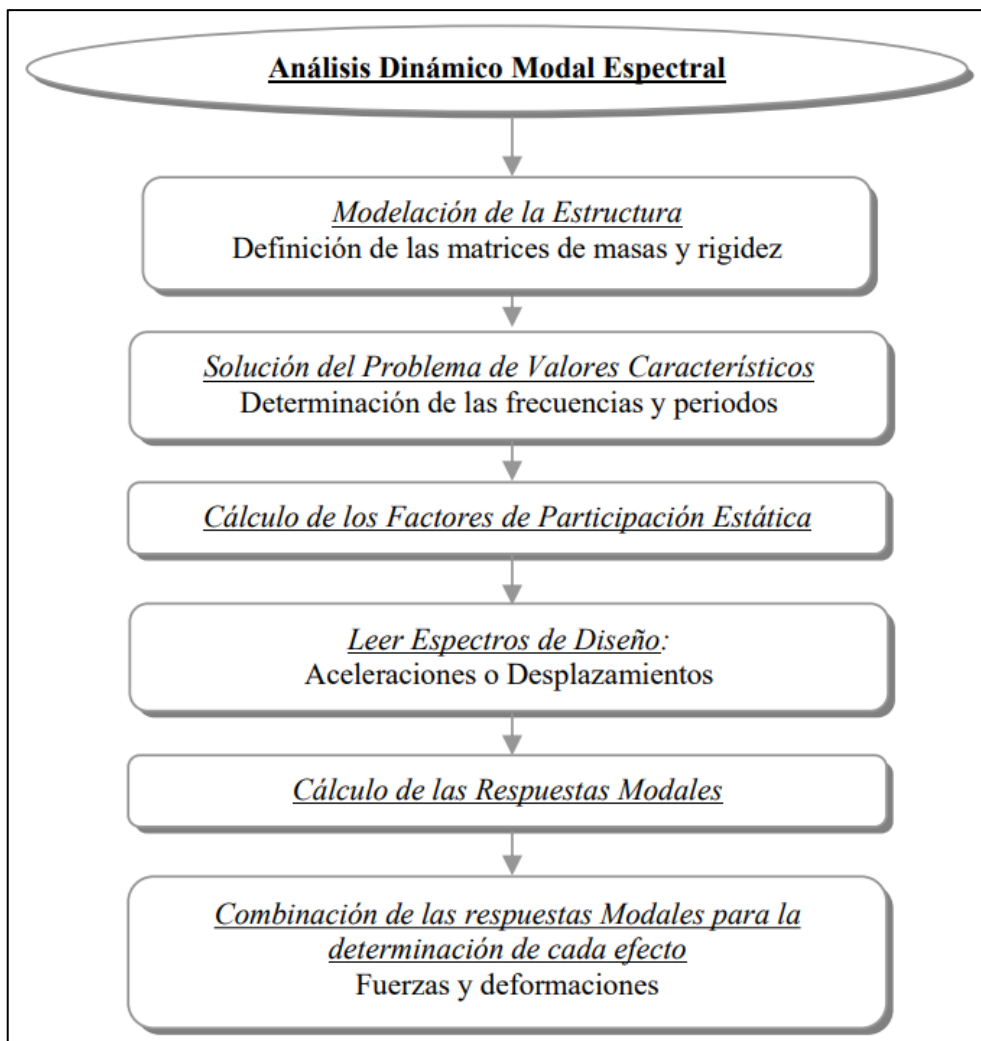 Análisis Dinámico Modal Espectral
Modelación de la Estructura
Definición de las matrices de masas y rigidez
Solución del Problema de Valores Característicos
Determinación de las frecuencias y periodos
Cálculo de los Factores de Participación Estática
Leer Espectros de Diseño:
Aceleraciones o Desplazamientos
Cálculo de las Respuestas Modales
Combinación de las respuestas Modales para la
determinación de cada efecto
Fuerzas y deformaciones